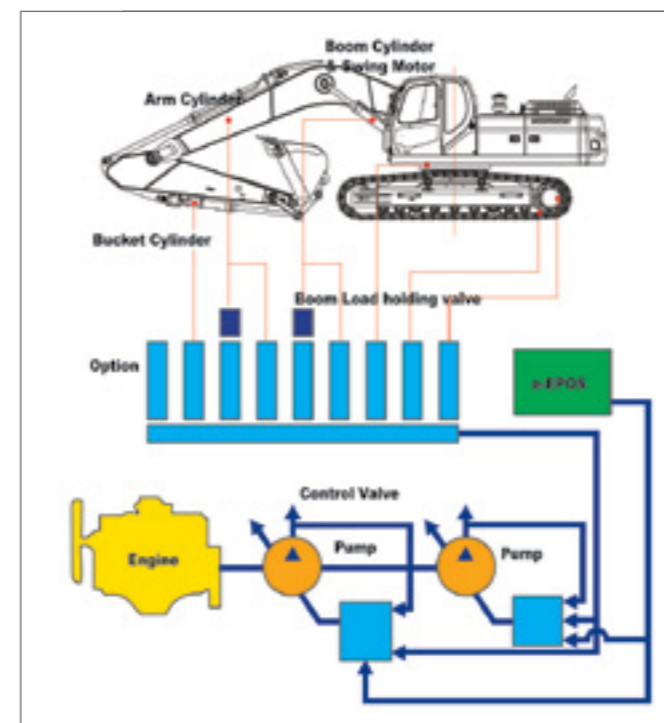 Boom Cylinder
& Swing Motor
Arm Cylinder
Bucket Cylinder
Boom Load holding valve
Option
e-EPOS
Control Valve
Engine
Pump
Pump